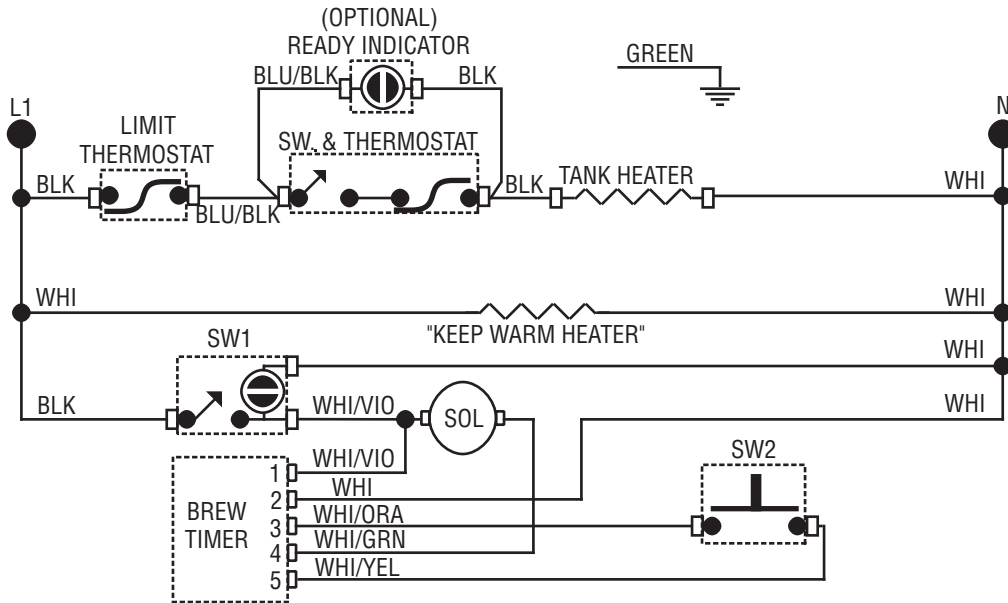 (OPTIONAL)
READY INDICATOR
BLU/BLK
BLK
GREEN
L1
N
LIMIT
THERMOSTAT
SW. & THERMOSTAT
BLK
BLU/BLK
BLK
TANK HEATER
WHI
WHI
WHI
"KEEP WARM HEATER"
SW1
WHI
BLK
WHI/VIO
SOL
WHI
SW2
BREW
TIMER
1
WHI/VIO
2
WHI
3
WHI/ORA
4
WHI/GRN
5
WHI/YEL